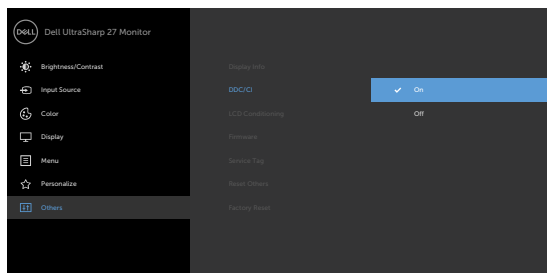 DELL
Dell UltraSharp 27 Monitor
Brightness/Contrast
Input Source
Color
Display
Menu
Personalize
Others
Display Info
DDC/CI
LCD Conditioning
Firmware
Service Tag
Reset Others
Factory Reset
On
Off